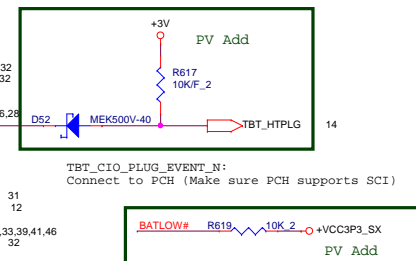 +3V
PV Add
32
32
R617
10K/F_2
6,28
D52
MEK500V-40
TBT_HTPLG
14
TBT_CIO_PLUG_EVENT_N:
Connect to PCH (Make sure PCH supports SCI)
31
12
,33,39,41,46
32
BATLOW#
R619
10K_2
+VCC3P3_SX
PV Add